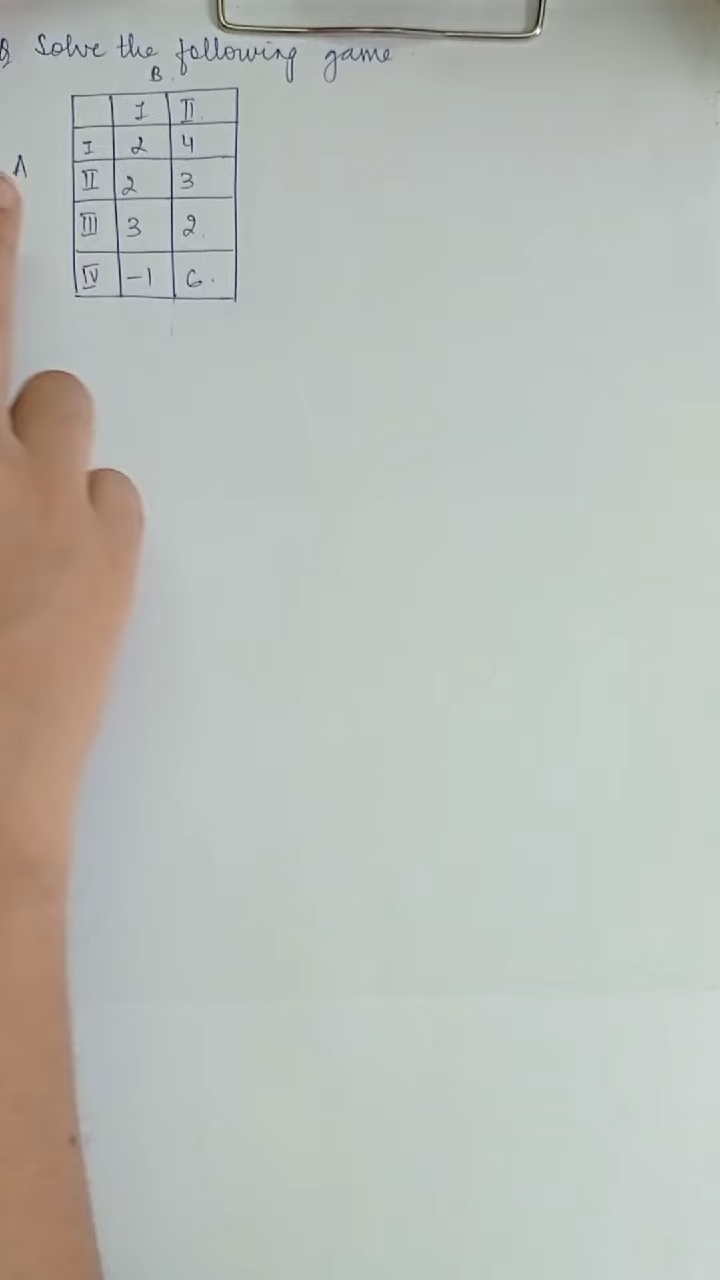 Q Solve the following game
B.
I II.
I 2 4
A
II 2 3
III 3 2.
IV -1 6.